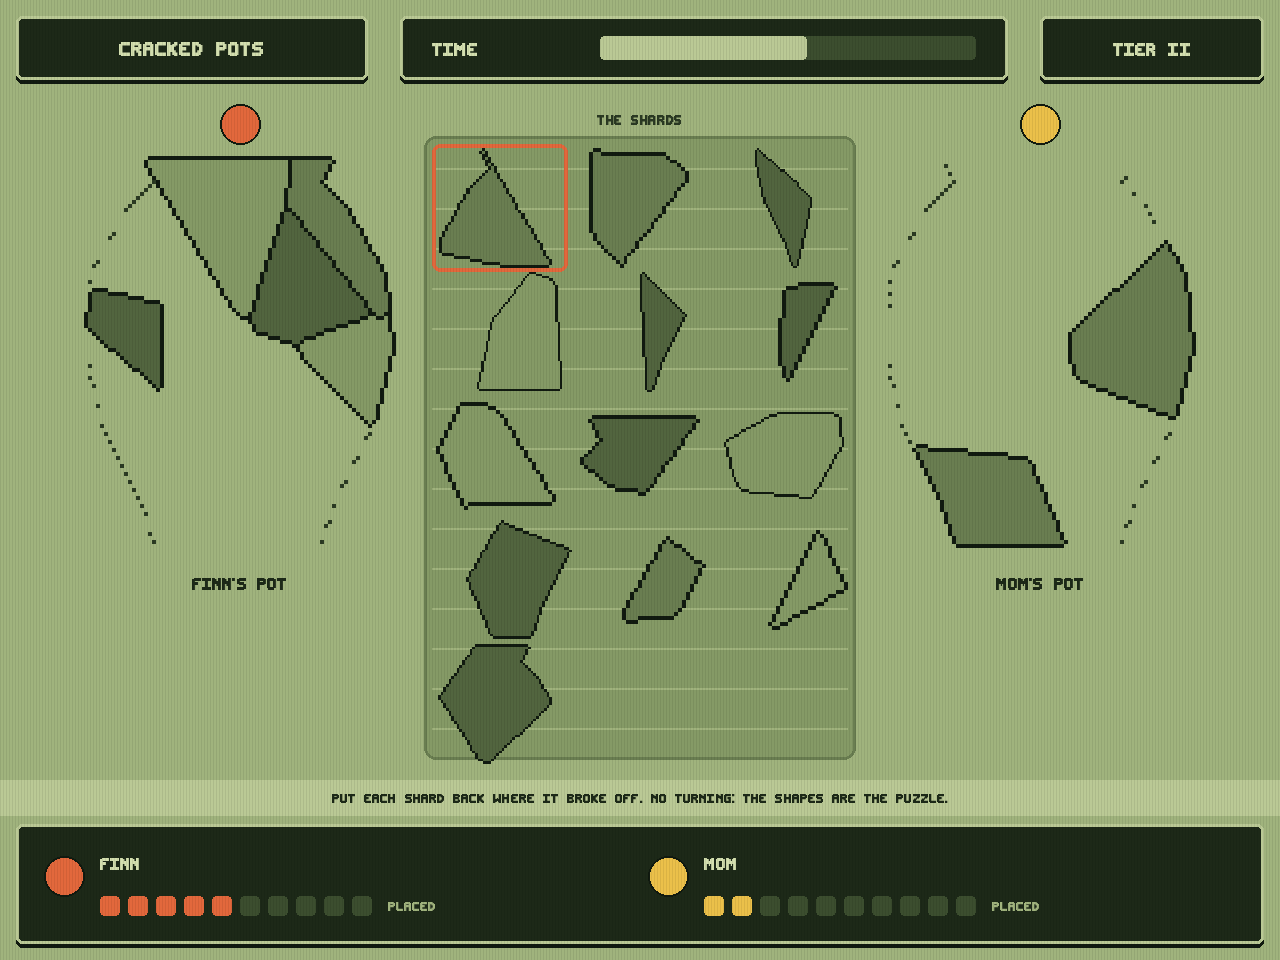 CRACKED POTS
TIME
TIER II
THE SHARDS
FINN'S POT
MOM'S POT
PUT EACH SHARD BACK WHERE IT BROKE OFF. NO TURNING: THE SHAPES ARE THE PUZZLE.
FINN
PLACED
MOM
PLACED